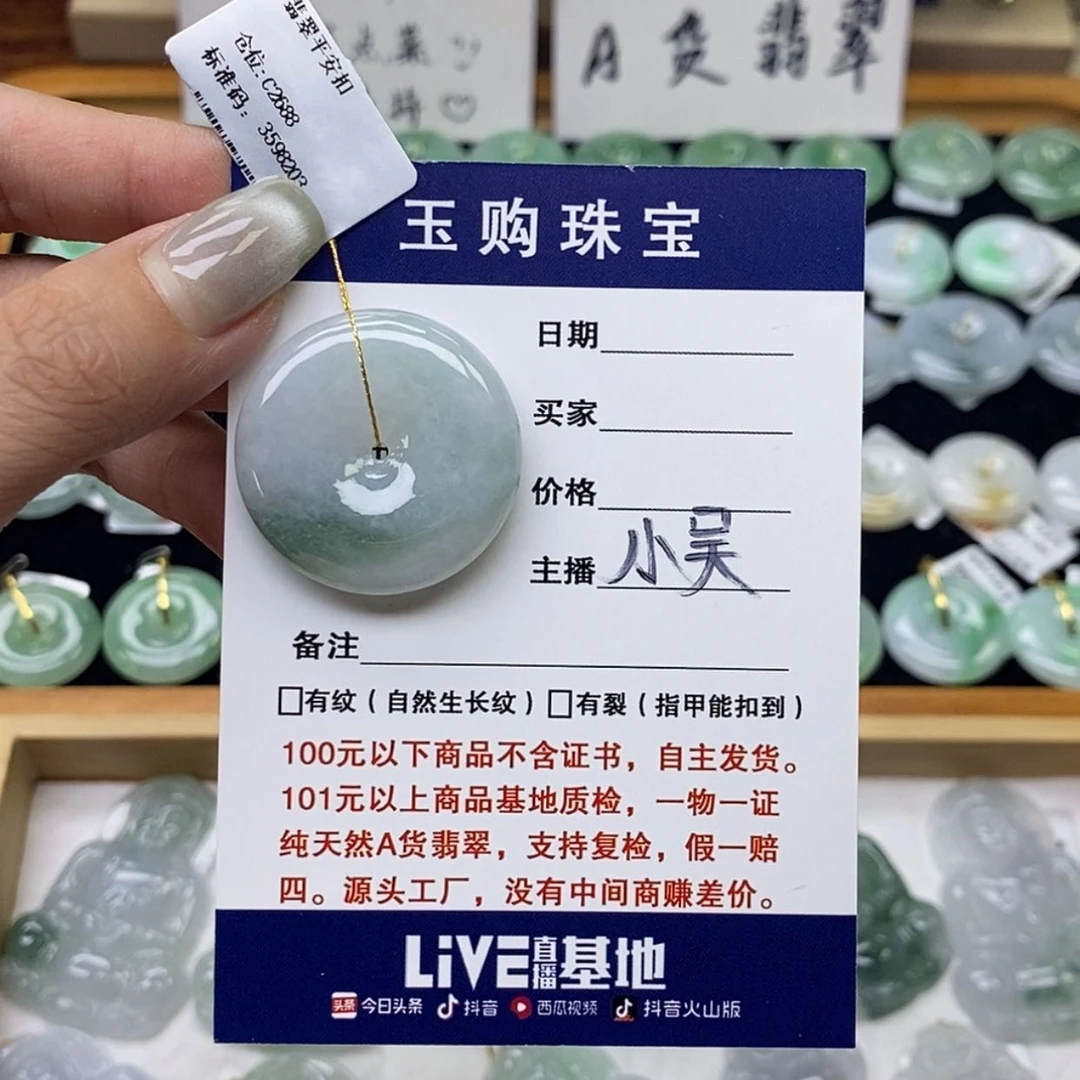 翡翠平安扣
仓位:C2688
标准码: 3598203
A 货 翡翠
玉购珠宝
日期
买家
价格
主播 小吴
备注
有纹(自然生长纹) 有裂(指甲能扣到)
100元以下商品不含证书,自主发货。
101元以上商品基地质检,一物一证
纯天然A货翡翠,支持复检,假一赔
四。源头工厂,没有中间商赚差价。
LiVE直播基地
头条 今日头条 抖音 西瓜视频 抖音火山版